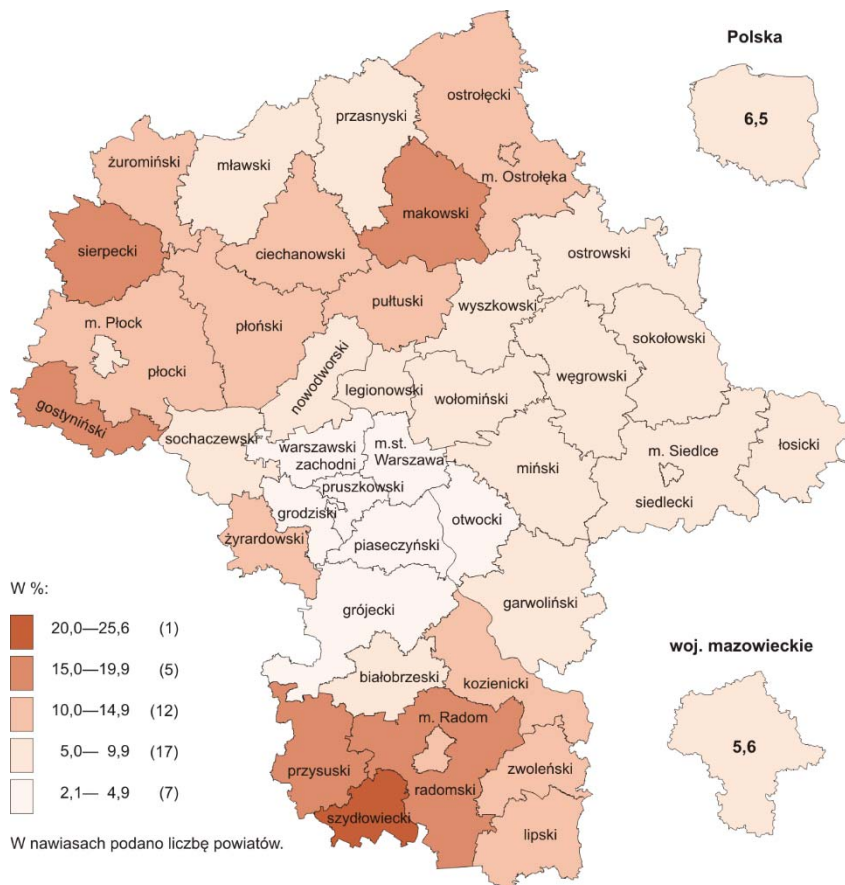 Polska
6,5
ostrołęcki
przasnyski
żuromiński
mławski
m. Ostrołęka
makowski
sierpecki
ciechanowski
ostrowski
pułtuski
wyszkowski
m. Płock
płoński
sokołowski
nowodworski
węgrowski
płocki
legionowski
wołomiński
gostyniński
sochaczewski
warszawski
zachodni
m.st.
Warszawa
m. Siedlce
łosicki
miński
pruszkowski
siedlecki
grodziski
otwocki
żyrardowski
piaseczyński
W %:
garwoliński
grójecki
20,0—25,6 (1)
15,0—19,9 (5)
10,0—14,9 (12)
5,0— 9,9 (17)
2,1— 4,9 (7)
woj. mazowieckie
5,6
białobrzeski
kozienicki
m. Radom
przysuski
zwoleński
radomski
szydłowiecki
lipski
W nawiasach podano liczbę powiatów.